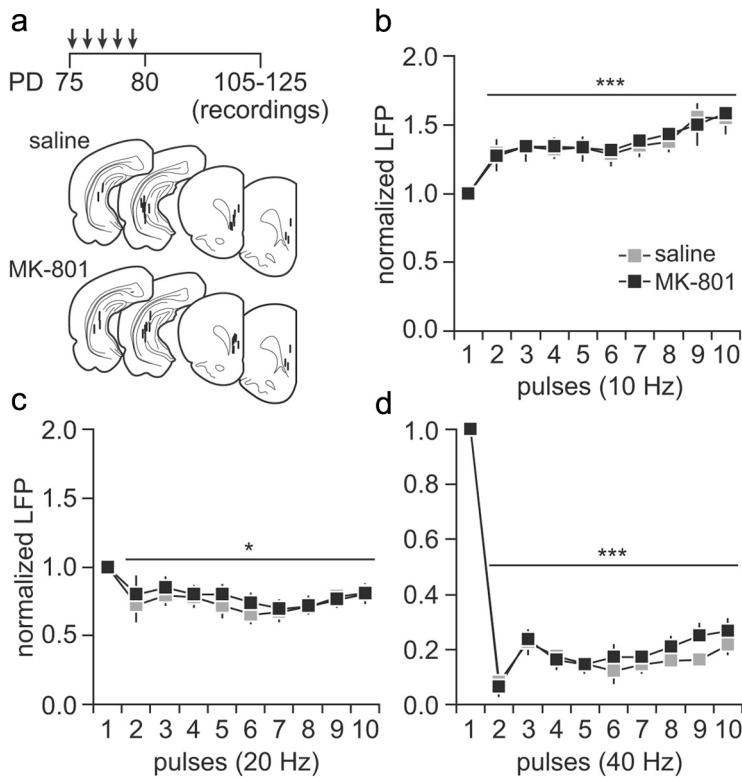 a
PD 75 80 105-125
(recordings)
saline
MK-801
b
2.0
1.5
1.0
0.5
0.0
normalized LFP
***
saline
MK-801
1 2 3 4 5 6 7 8 9 10
pulses (10 Hz)
c
2.0
1.5
1.0
0.5
0.0
normalized LFP
*
1 2 3 4 5 6 7 8 9 10
pulses (20 Hz)
d
1.0
0.8
0.6
0.4
0.2
0.0
***
1 2 3 4 5 6 7 8 9 10
pulses (40 Hz)